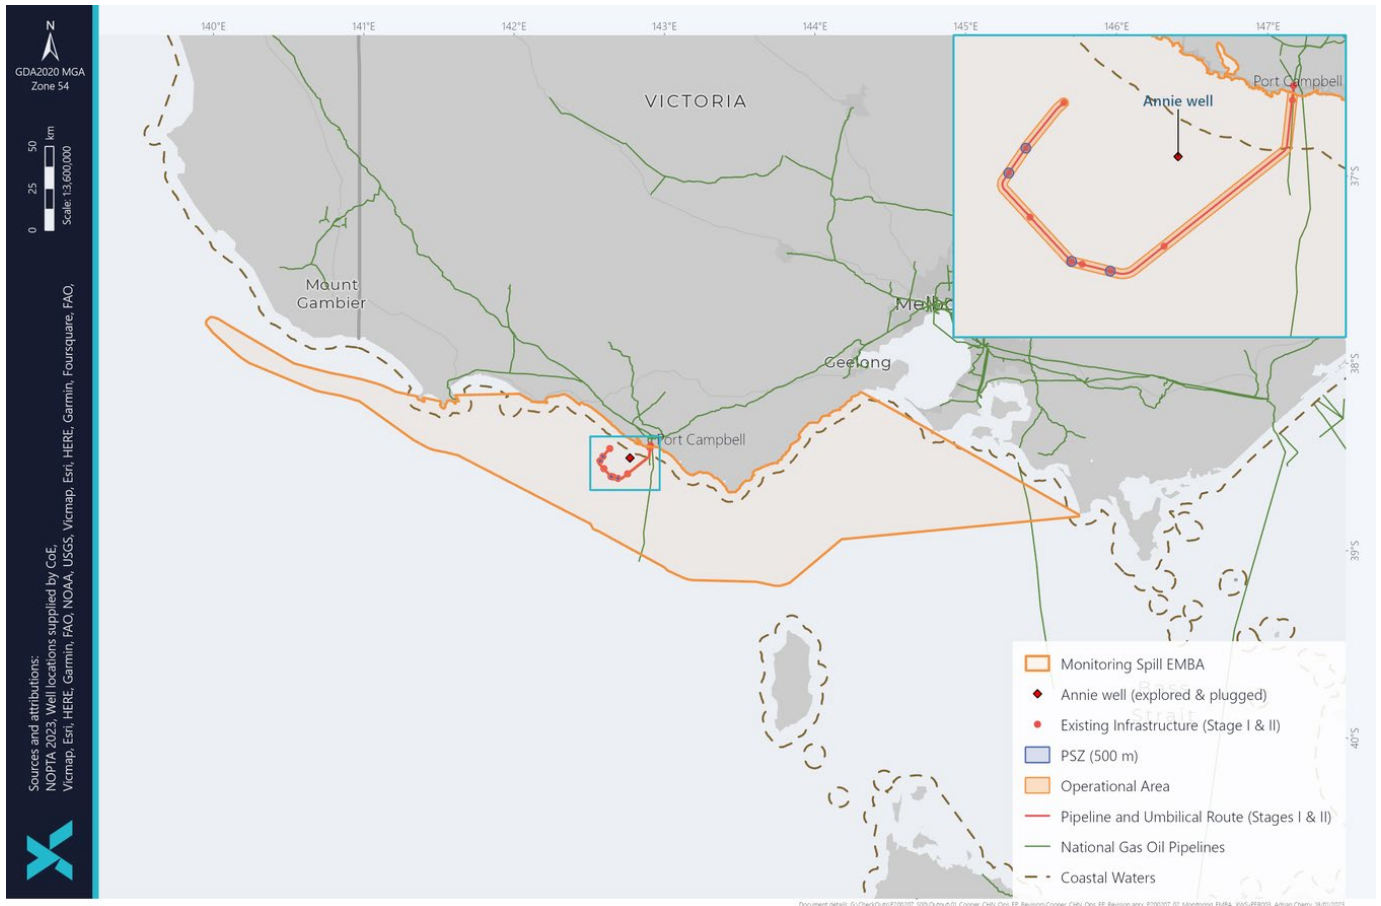 140°E
141°E
142°E
143°E
144°E
145°E
146°E
147°E
N
GDA2020 MGA
Zone 54
0 25 50 km
Scale: 1:3,600,000
VICTORIA
Mount
Gambier
Melbo
Geelong
Port Campbell
Port Campbell
Annie well
37°S
38°S
39°S
40°S
Bass
Strait
Monitoring Spill EMBA
Annie well (explored & plugged)
Existing Infrastructure (Stage I & II)
PSZ (500 m)
Operational Area
Pipeline and Umbilical Route (Stages I & II)
National Gas Oil Pipelines
Coastal Waters
Sources and attributions:
NOPTA 2023, Well locations supplied by CoE,
Vicmap, Esri, HERE, Garmin, FAO, NOAA, USGS, Vicmap, Esri, HERE, Garmin, Foursquare, FAO,